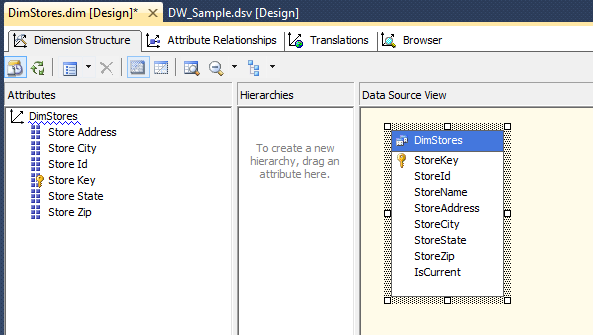 DimStores.dim [Design]* DW_Sample.dsv [Design]
Dimension Structure Attribute Relationships Translations Browser
Attributes
DimStores
Store Address
Store City
Store Id
Store Key
Store State
Store Zip
Hierarchies
To create a new
hierarchy, drag an
attribute here.
Data Source View
DimStores
StoreKey
StoreId
StoreName
StoreAddress
StoreCity
StoreState
StoreZip
IsCurrent